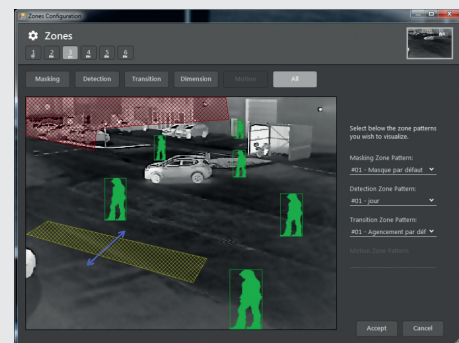 Zones Configuration
Zones
1 2 3 4 5 6
Masking Detection Transition Dimension Motion All
Select below the zone patterns
you wish to visualize.
Masking Zone Pattern:
#01 - Masque par défaut
Detection Zone Pattern:
#01 - jour
Transition Zone Pattern:
#01 - Agencement par déf
Motion Zone Pattern:
Accept Cancel